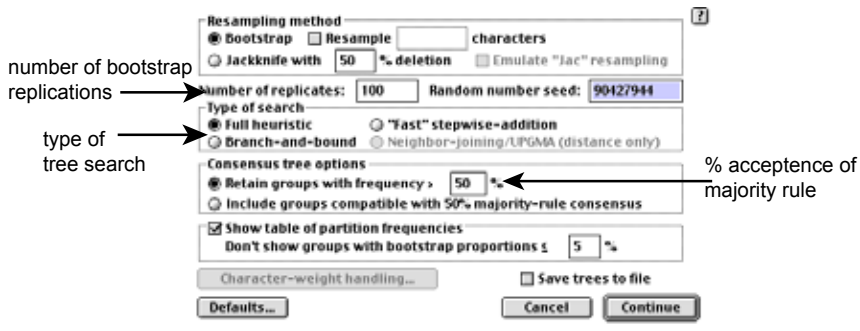 Resampling method
Bootstrap Resample characters
Jackknife with 50 % deletion Emulate "Jac" resampling
number of bootstrap
replications
Number of replicates: 100 Random number seed: 90427944
Type of search
type of
tree search
Full heuristic "Fast" stepwise-addition
Branch-and-bound Neighbor-joining/UPGMA (distance only)
Consensus tree options
Retain groups with frequency > 50 %
% acceptence of
majority rule
Include groups compatible with 50% majority-rule consensus
Show table of partition frequencies
Don't show groups with bootstrap proportions ≤ 5 %
Character-weight handling... Save trees to file
Defaults... Cancel Continue
?